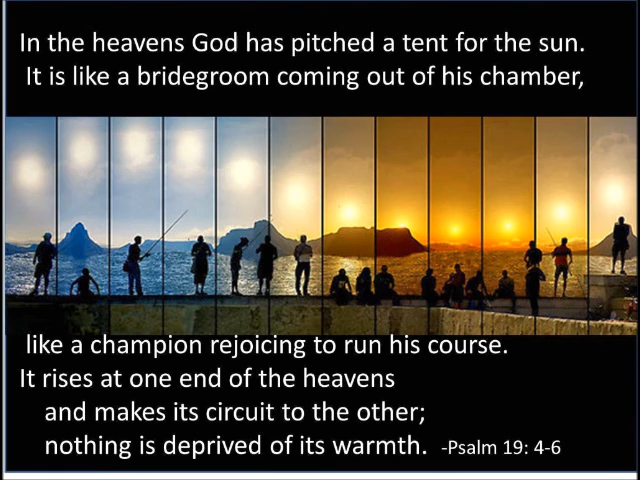 In the heavens God has pitched a tent for the sun.
It is like a bridegroom coming out of his chamber,
like a champion rejoicing to run his course.
It rises at one end of the heavens
and makes its circuit to the other;
nothing is deprived of its warmth. -Psalm 19: 4-6